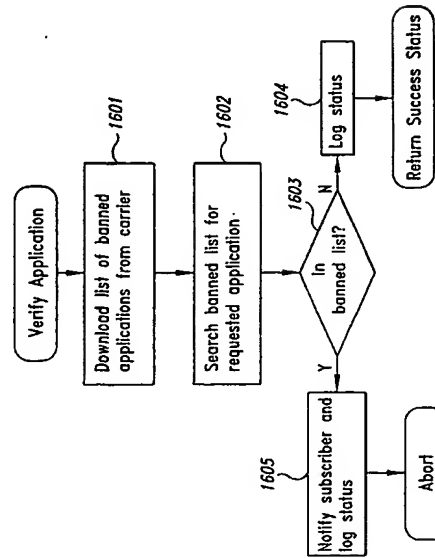 Verify Application
1601
Download list of banned
applications from carrier
1602
Search banned list for
requested application.
1603
In
banned list?
Y
N
1605
Notify subscriber and
log status
Abort
1604
Log status
Return Success Status